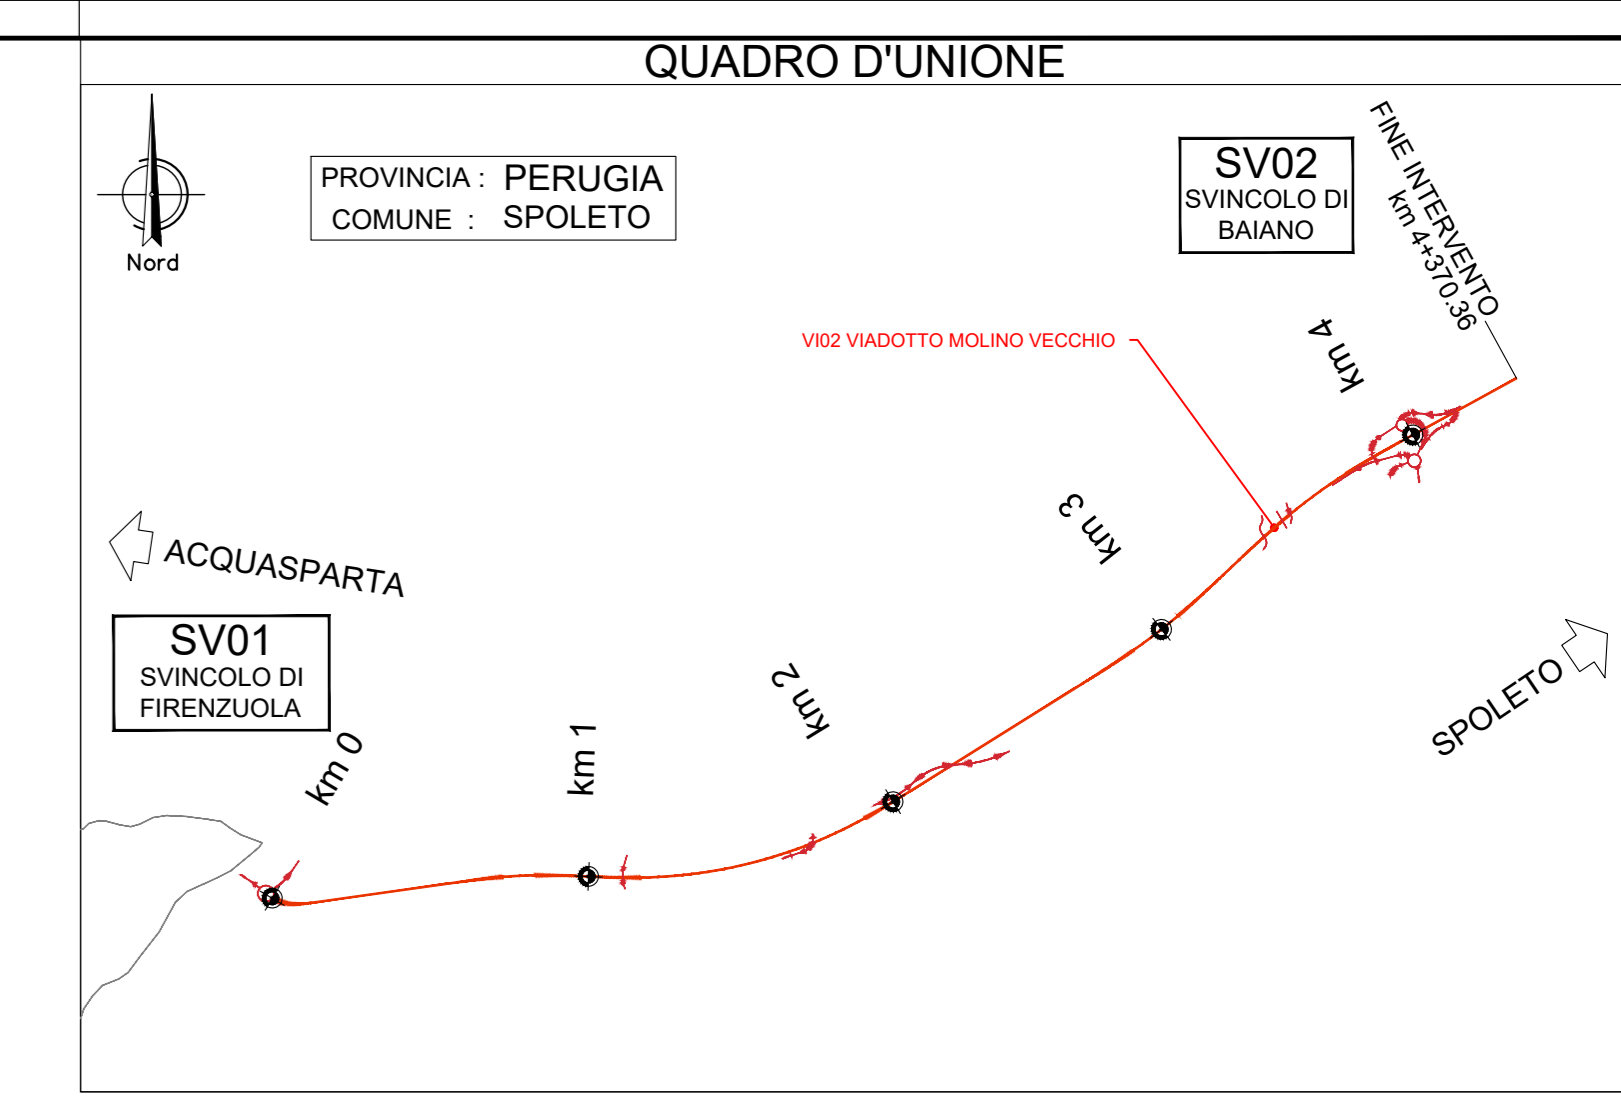 QUADRO D'UNIONE
Nord
PROVINCIA : PERUGIA
COMUNE : SPOLETO
SV02
SVINCOLO DI
BAIANO
FINE INTERVENTO
km 4+370.36
VI02 VIADOTTO MOLINO VECCHIO
km 4
km 3
ACQUASPARTA
SV01
SVINCOLO DI
FIRENZUOLA
km 0
km 1
km 2
SPOLETO